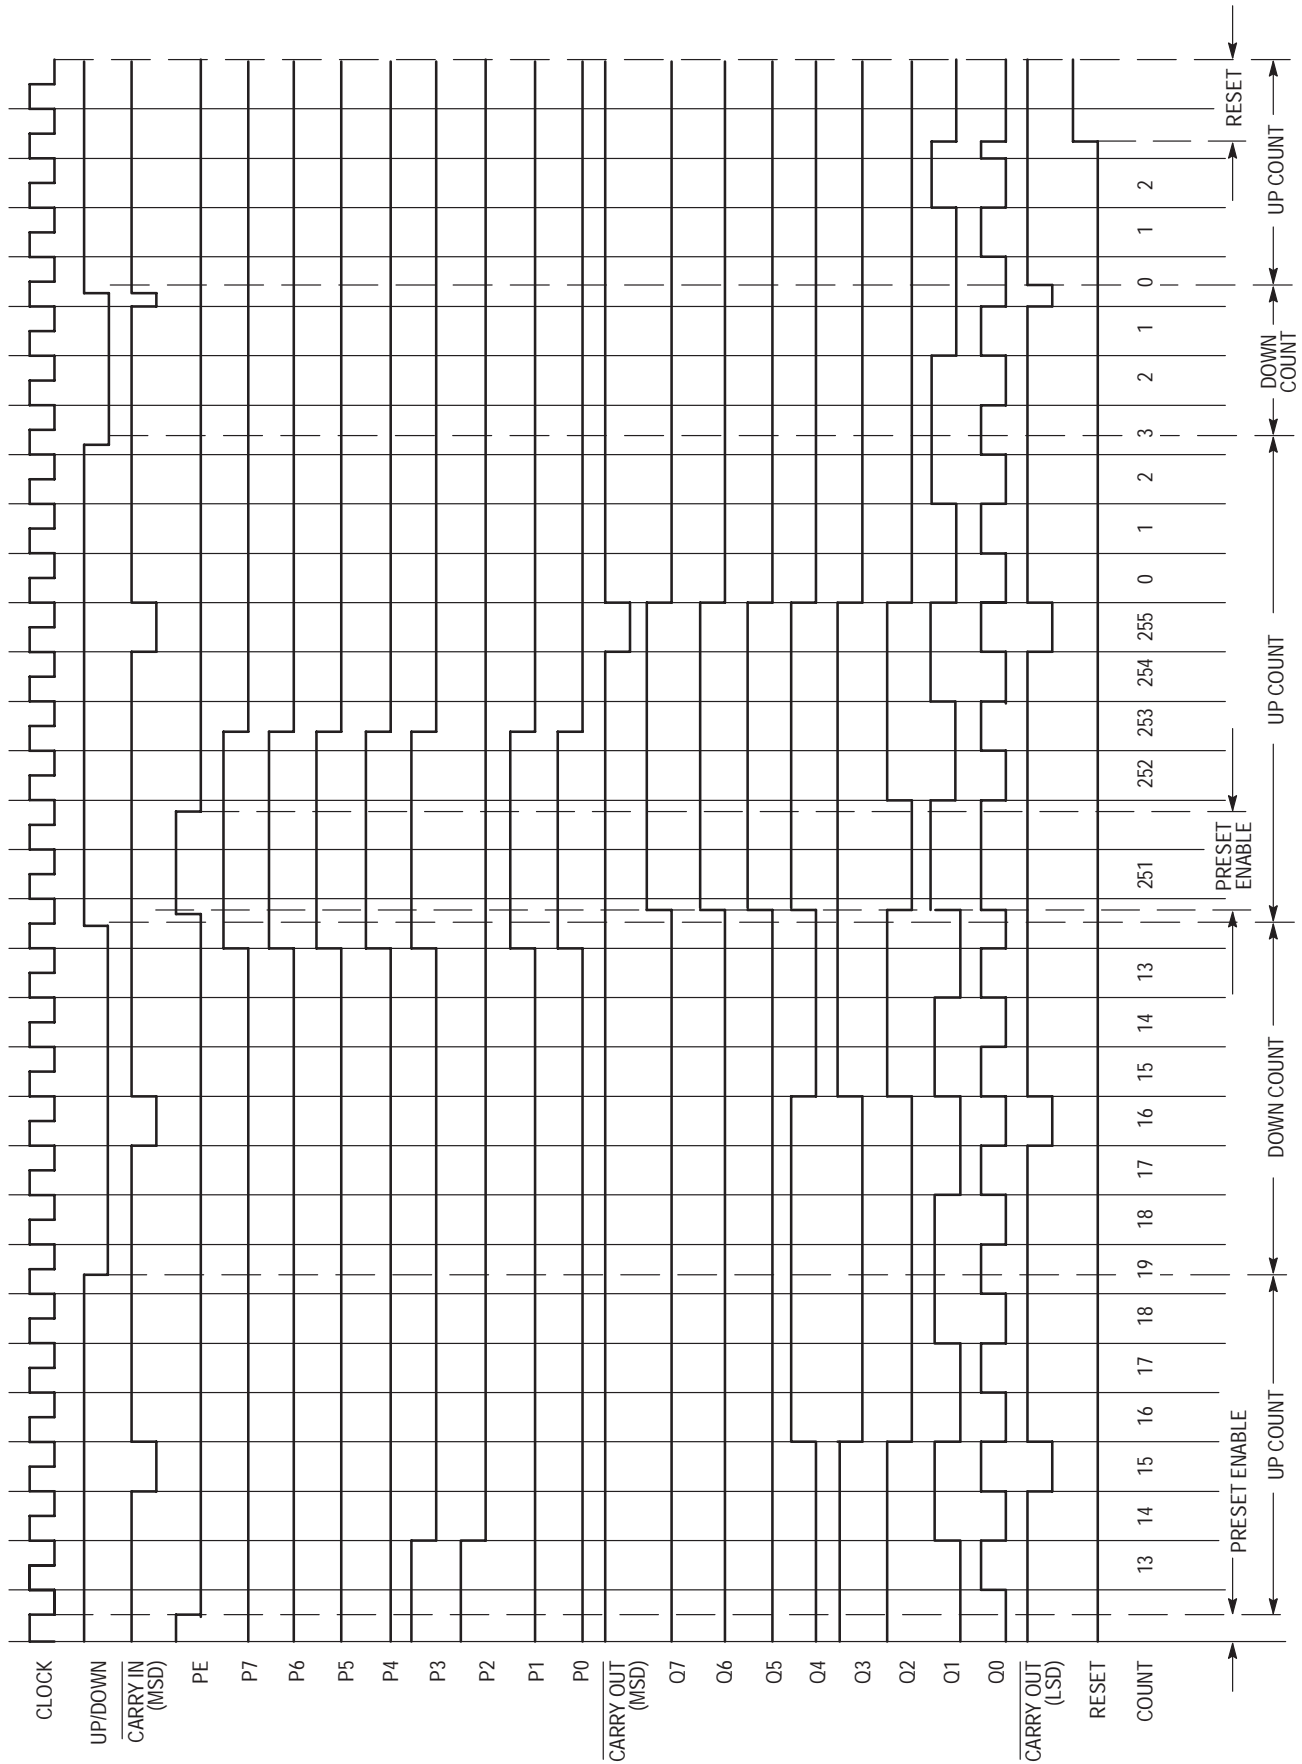 CLOCK
UP/DOWN
CARRY IN
(MSD)
PE
P7
P6
P5
P4
P3
P2
P1
P0
CARRY OUT
(MSD)
Q7
Q6
Q5
Q4
Q3
Q2
Q1
Q0
CARRY OUT
(LSD)
RESET
COUNT
13 14 15 16 17 18 19 18 17 16 15 14 13 251 252 253 254 255 0 1 2 3 2 1 0 1 2
PRESET ENABLE
PRESET
ENABLE
RESET
UP COUNT
DOWN COUNT
UP COUNT
DOWN
COUNT
UP COUNT